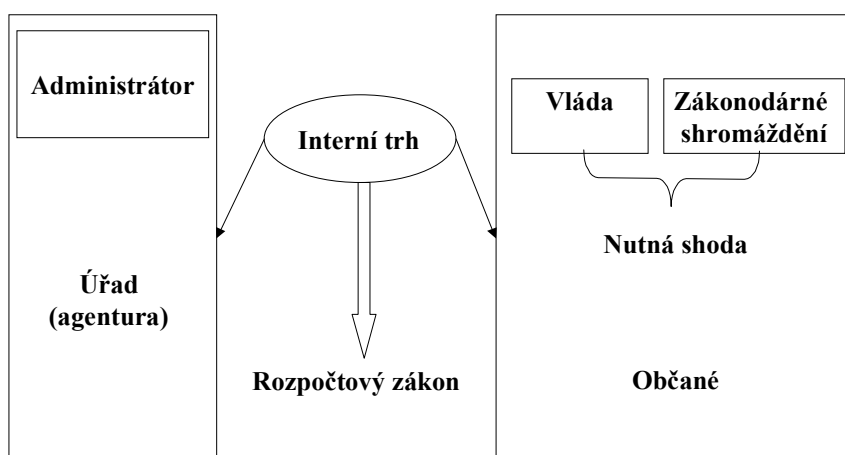 Administrátor
Úřad
(agentura)
Interní trh
Rozpočtový zákon
Vláda
Zákonodárné
shromáždění
Nutná shoda
Občané